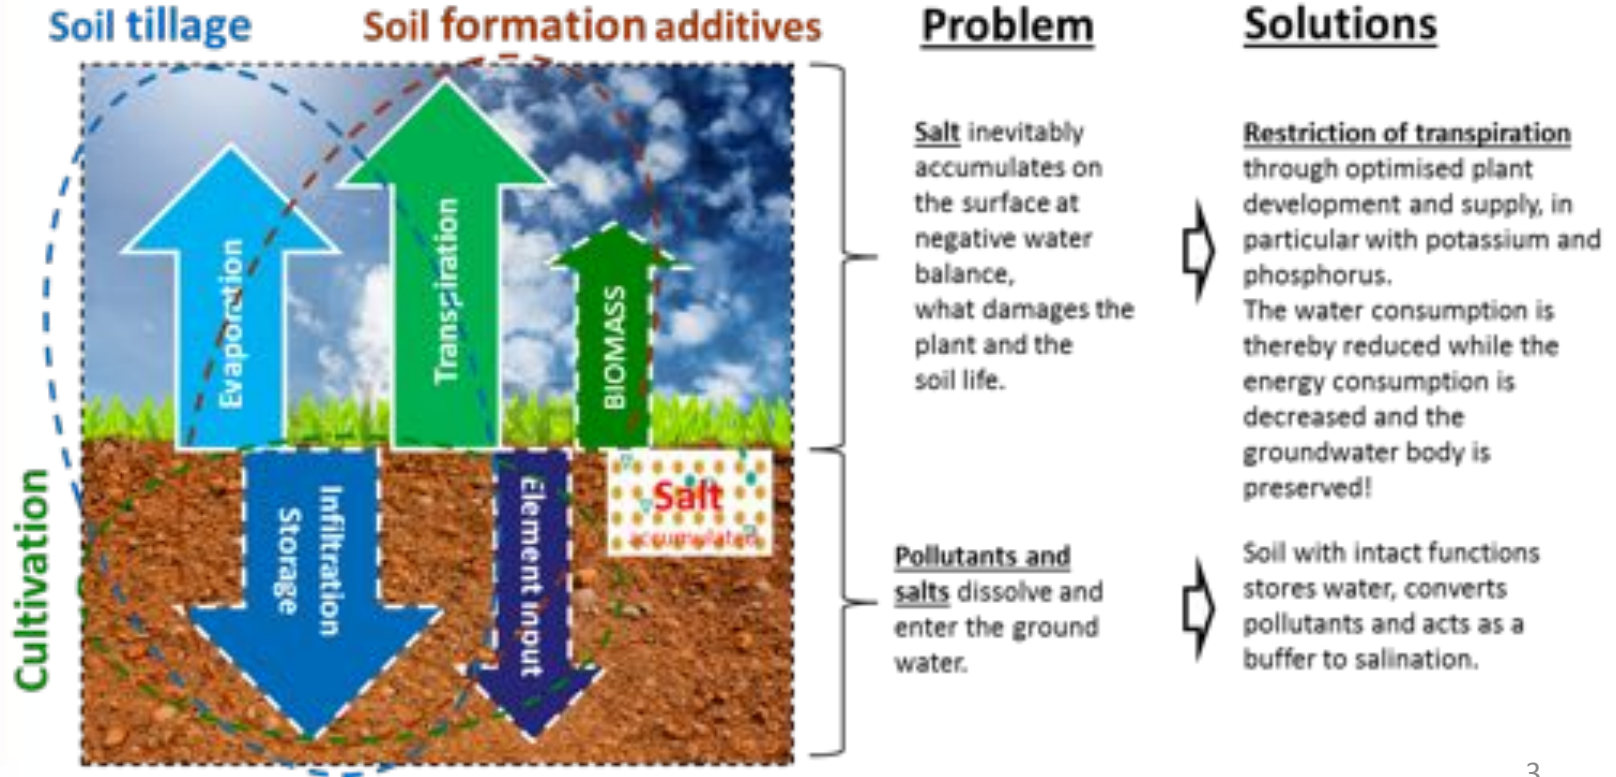 Soil tillage
Soil formation additives
Problem
Solutions
Evaporation
Transpiration
BIOMASS
Infiltration
Storage
Element input
Salt
accumulated
Cultivation
Salt inevitably
accumulates on
the surface at
negative water
balance,
what damages the
plant and the
soil life.
Restriction of transpiration
through optimised plant
development and supply, in
particular with potassium and
phosphorus.
The water consumption is
thereby reduced while the
energy consumption is
decreased and the
groundwater body is
preserved!
Pollutants and
salts dissolve and
enter the ground
water.
Soil with intact functions
stores water, converts
pollutants and acts as a
buffer to salination.
3